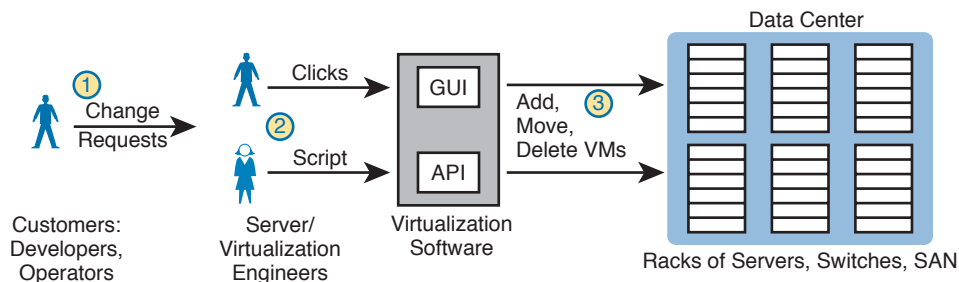 Data Center
1
Change
Requests
Clicks
2
Script
GUI
API
Add,
Move,
Delete VMs
3
Customers:
Developers,
Operators
Server/
Virtualization
Engineers
Virtualization
Software
Racks of Servers, Switches, SAN